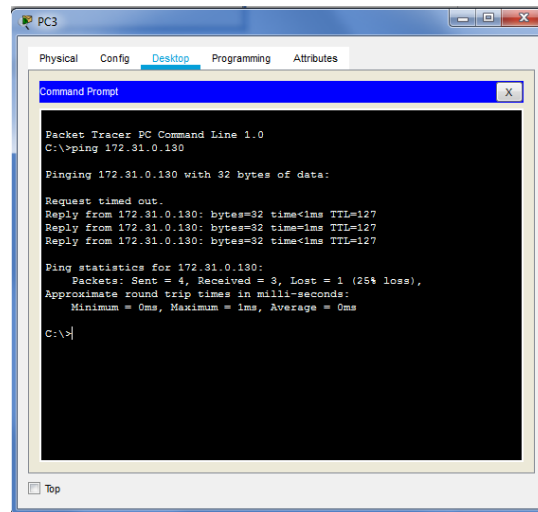 PC3
Physical Config Desktop Programming Attributes
Command Prompt
X
Packet Tracer PC Command Line 1.0
C:\>ping 172.31.0.130
Pinging 172.31.0.130 with 32 bytes of data:
Request timed out.
Reply from 172.31.0.130: bytes=32 time<1ms TTL=127
Reply from 172.31.0.130: bytes=32 time=1ms TTL=127
Reply from 172.31.0.130: bytes=32 time<1ms TTL=127
Ping statistics for 172.31.0.130:
Packets: Sent = 4, Received = 3, Lost = 1 (25% loss),
Approximate round trip times in milli-seconds:
Minimum = 0ms, Maximum = 1ms, Average = 0ms
C:\>
Top